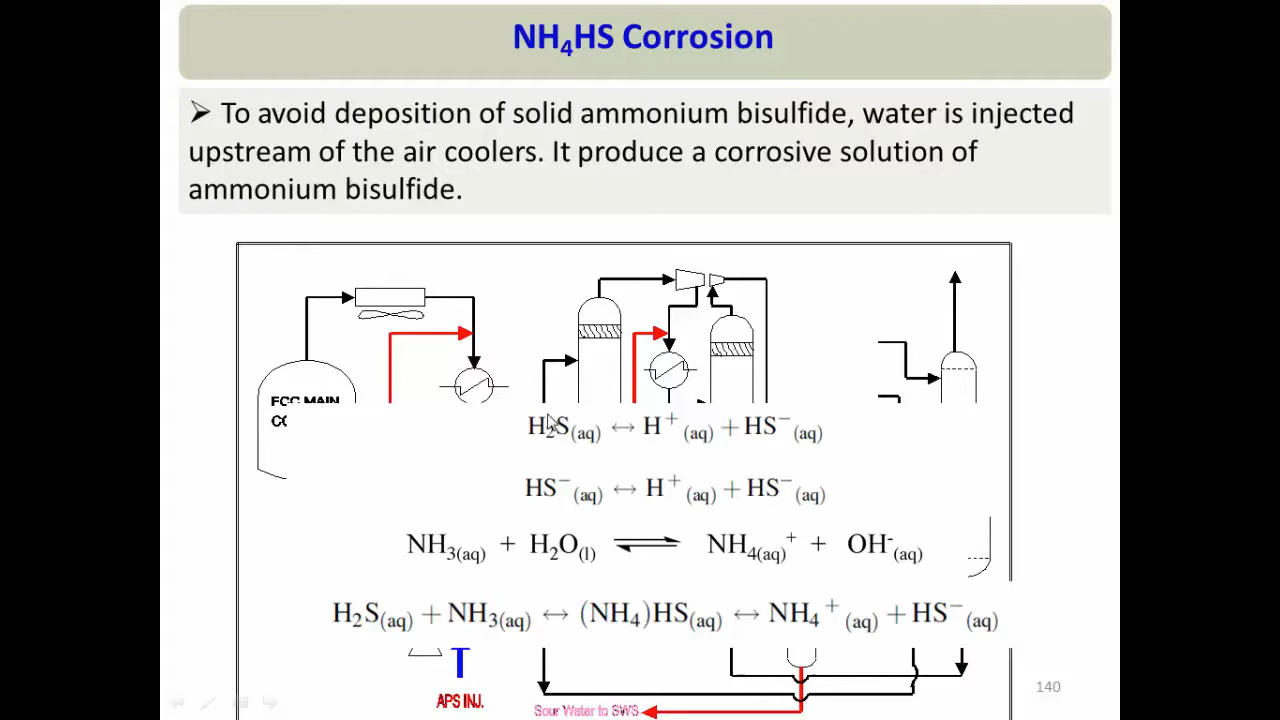 NH₄HS Corrosion
➢ To avoid deposition of solid ammonium bisulfide, water is injected
upstream of the air coolers. It produce a corrosive solution of
ammonium bisulfide.
FCC MAIN
H₂S(aq) ↔ H⁺(aq) + HS⁻(aq)
HS⁻(aq) ↔ H⁺(aq) + HS⁻(aq)
NH₃(aq) + H₂O(l) ⇌ NH₄(aq)⁺ + OH⁻(aq)
H₂S(aq) + NH₃(aq) ↔ (NH₄)HS(aq) ↔ NH₄⁺(aq) + HS⁻(aq)
APS INJ.
Sour Water to SWS
140